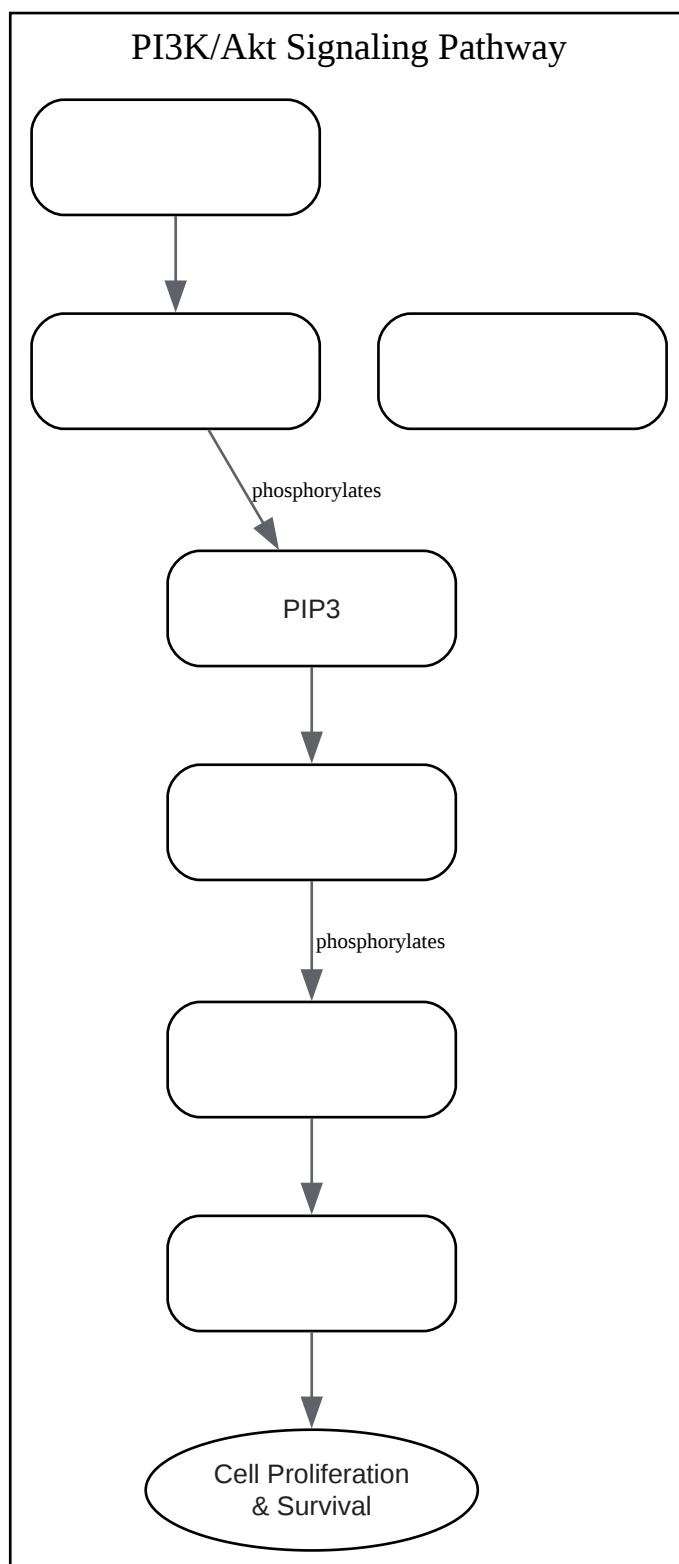 PI3K/Akt Signaling Pathway
phosphorylates
PIP3
phosphorylates
Cell Proliferation
& Survival